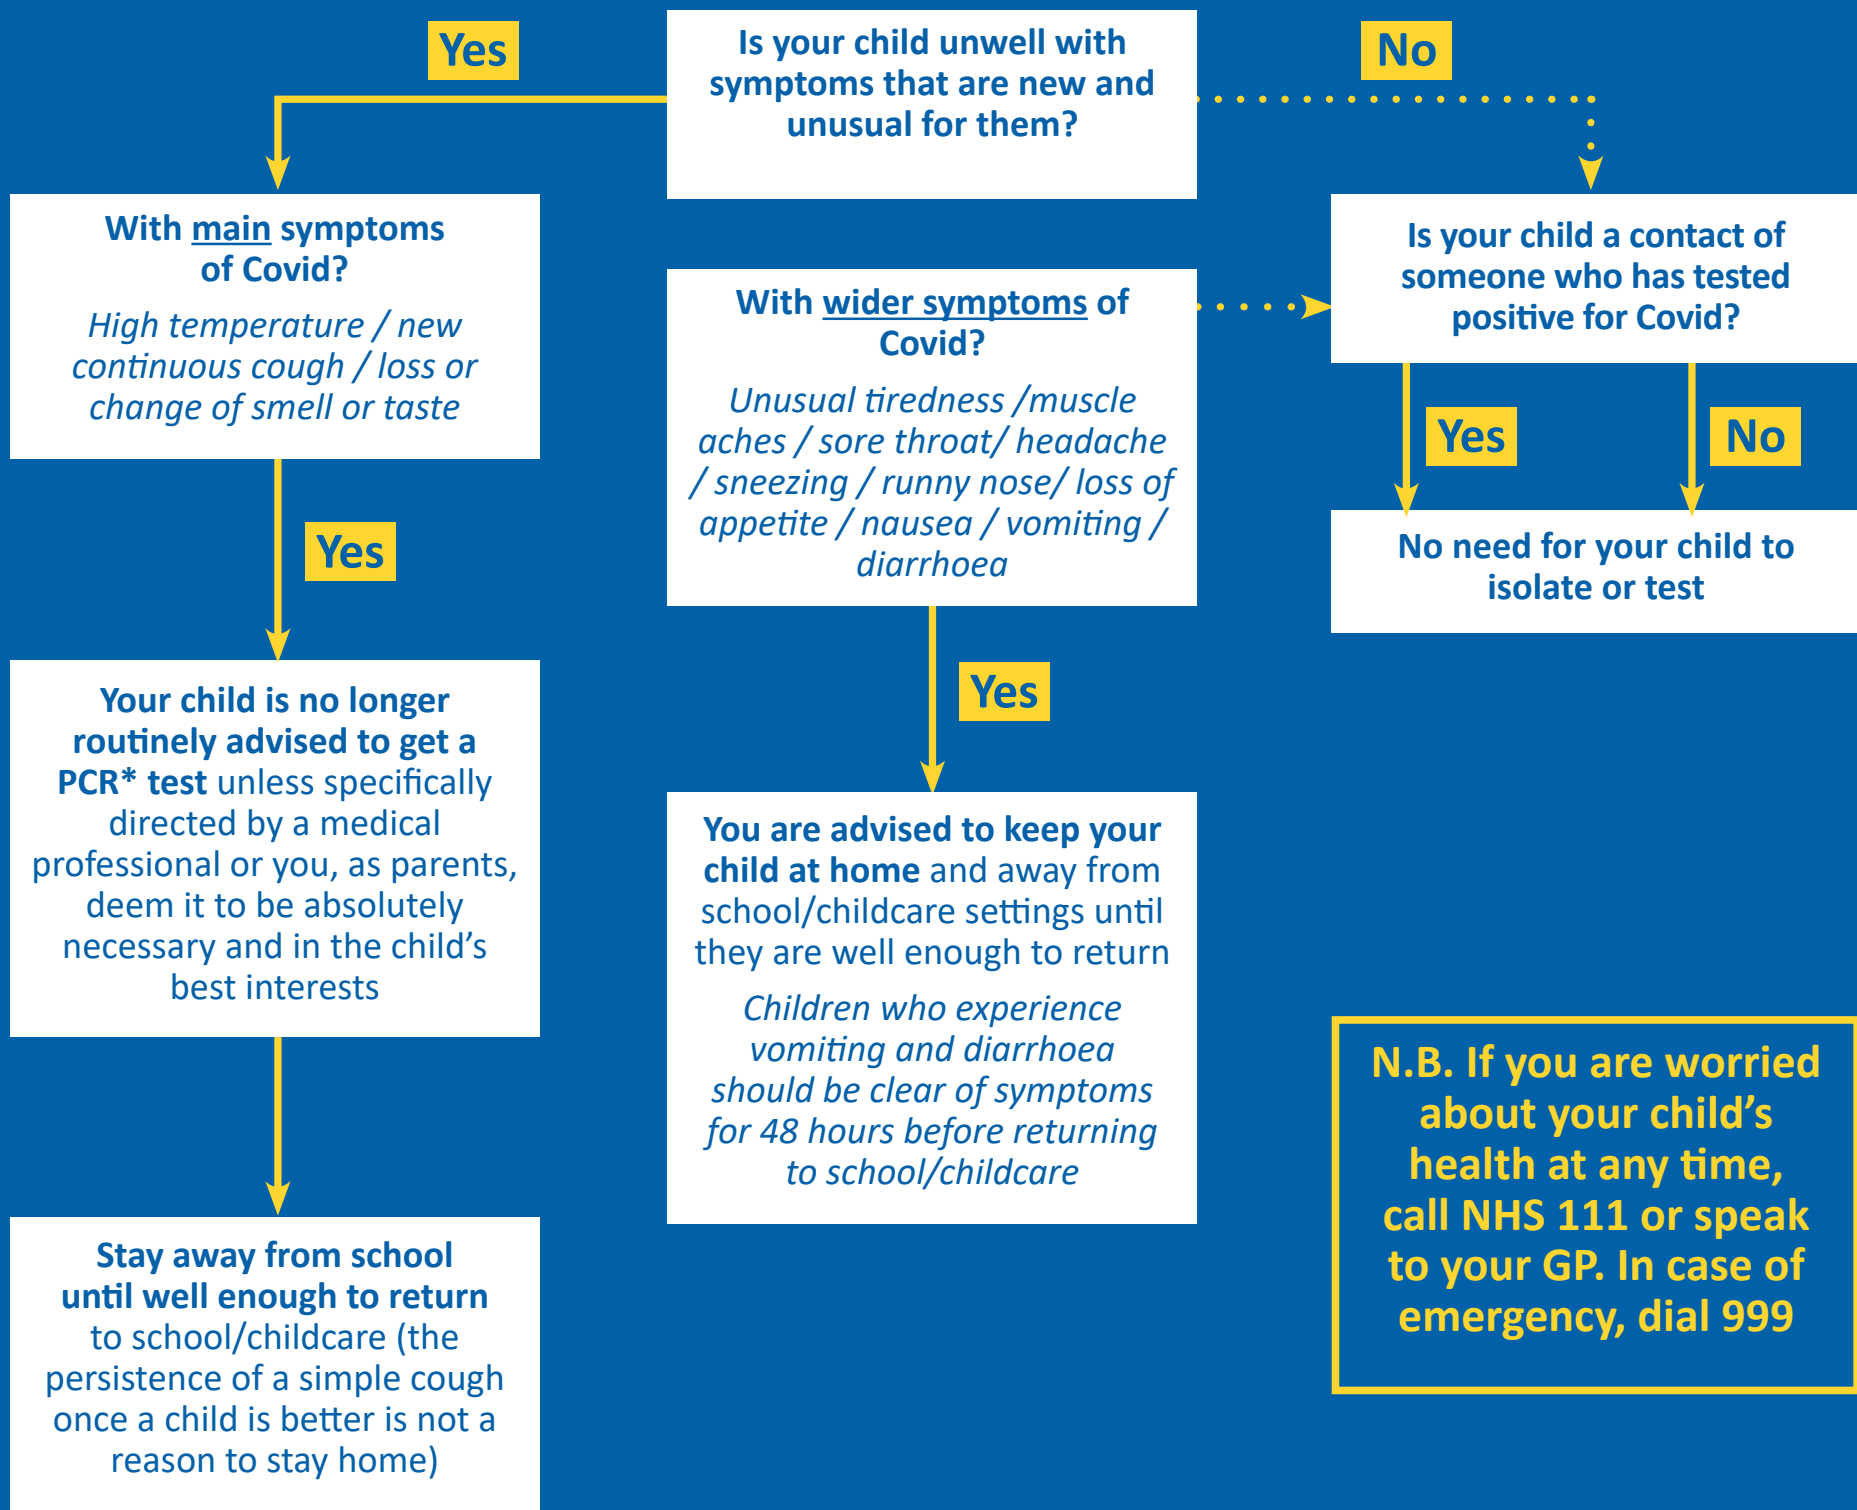 Yes
Is your child unwell with
symptoms that are new and
unusual for them?
No
With main symptoms
of Covid?
High temperature / new
continuous cough / loss or
change of smell or taste
Yes
Your child is no longer
routinely advised to get a
PCR* test unless specifically
directed by a medical
professional or you, as parents,
deem it to be absolutely
necessary and in the child’s
best interests
Stay away from school
until well enough to return
to school/childcare (the
persistence of a simple cough
once a child is better is not a
reason to stay home)
With wider symptoms of
Covid?
Unusual tiredness /muscle
aches / sore throat/ headache
/ sneezing / runny nose/ loss of
appetite / nausea / vomiting /
diarrhoea
Yes
You are advised to keep your
child at home and away from
school/childcare settings until
they are well enough to return
Children who experience
vomiting and diarrhoea
should be clear of symptoms
for 48 hours before returning
to school/childcare
Is your child a contact of
someone who has tested
positive for Covid?
Yes
No
No need for your child to
isolate or test
N.B. If you are worried
about your child’s
health at any time,
call NHS 111 or speak
to your GP. In case of
emergency, dial 999